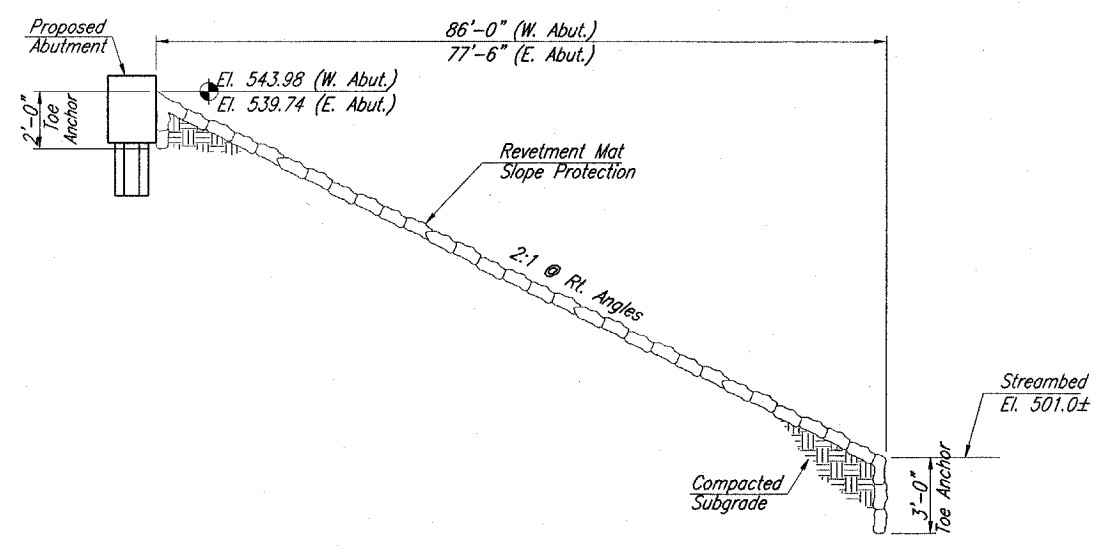 Proposed
Abutment
86'-0" (W. Abut.)
77'-6" (E. Abut.)
El. 543.98 (W. Abut.)
El. 539.74 (E. Abut.)
2'-0"
Toe
Anchor
Revetment Mat
Slope Protection
2:1 @ Rt. Angles
Streambed
El. 501.0±
Compacted
Subgrade
3'-0"
Toe Anchor